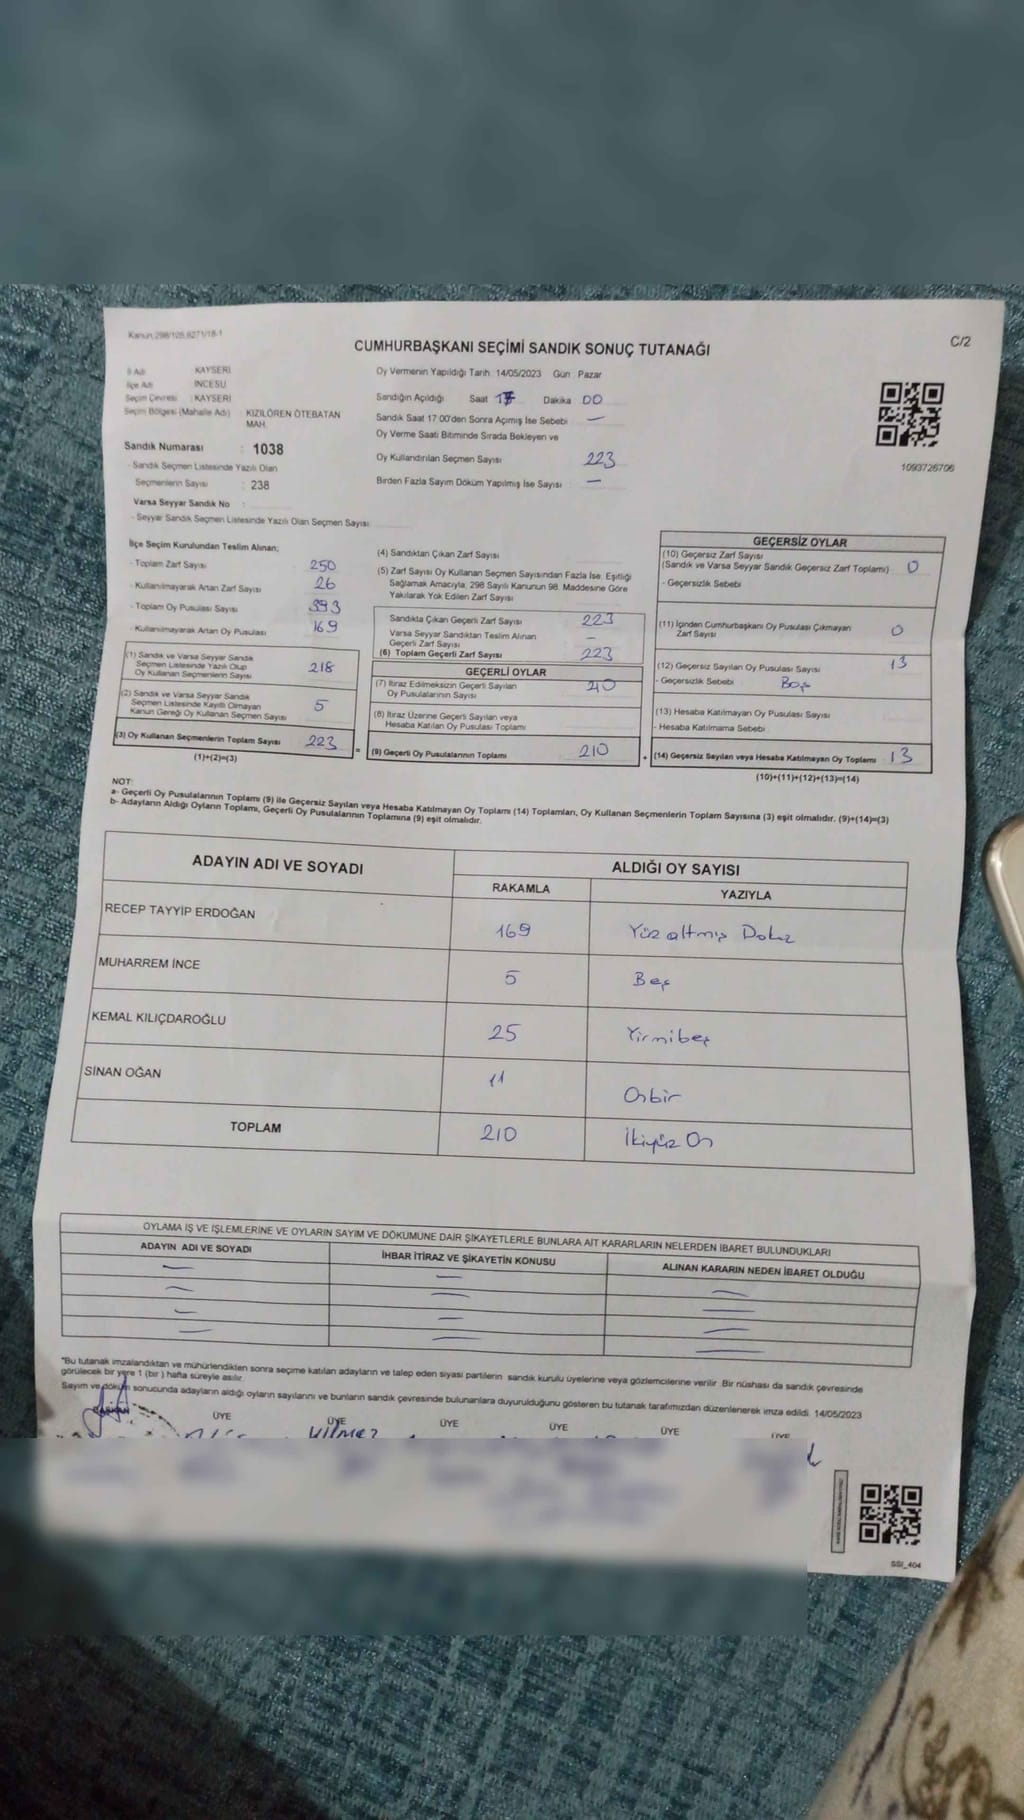 Kanun:298/105,6271/18-1
CUMHURBAŞKANI SEÇİMİ SANDIK SONUÇ TUTANAĞI
C/2
İl Adı : KAYSERİ
İlçe Adı : İNCESU
Seçim Çevresi : KAYSERİ
Seçim Bölgesi (Mahalle Adı) : KIZILÖREN ÖTEBATAN MAH.
Sandık Numarası : 1038
- Sandık Seçmen Listesinde Yazılı Olan
Seçmenlerin Sayısı : 238
Varsa Seyyar Sandık No :
- Seyyar Sandık Seçmen Listesinde Yazılı Olan Seçmen Sayısı
Oy Vermenin Yapıldığı Tarih: 14/05/2023 Gün : Pazar
Sandığın Açıldığı Saat 17 Dakika 00
Sandık Saat 17:00'den Sonra Açılmış İse Sebebi —
Oy Verme Saati Bitiminde Sırada Bekleyen ve
Oy Kullandırılan Seçmen Sayısı 223
Birden Fazla Sayım Döküm Yapılmış İse Sayısı : —
1093726706
İlçe Seçim Kurulundan Teslim Alınan;
- Toplam Zarf Sayısı 250
- Kullanılmayarak Artan Zarf Sayısı 26
- Toplam Oy Pusulası Sayısı 393
- Kullanılmayarak Artan Oy Pusulası 169
(1) Sandık ve Varsa Seyyar Sandık
Seçmen Listesinde Yazılı Olup
Oy Kullanan Seçmenlerin Sayısı 218
(2) Sandık ve Varsa Seyyar Sandık
Seçmen Listesinde Kayıtlı Olmayan
Kanun Gereği Oy Kullanan Seçmen Sayısı 5
(3) Oy Kullanan Seçmenlerin Toplam Sayısı 223
(1)+(2)=(3)
(4) Sandıktan Çıkan Zarf Sayısı
(5) Zarf Sayısı Oy Kullanan Seçmen Sayısından Fazla İse, Eşitliği
Sağlamak Amacıyla, 298 Sayılı Kanunun 98. Maddesine Göre
Yakılarak Yok Edilen Zarf Sayısı
Sandıkta Çıkan Geçerli Zarf Sayısı 223
Varsa Seyyar Sandıktan Teslim Alınan
Geçerli Zarf Sayısı —
(6) Toplam Geçerli Zarf Sayısı 223
GEÇERLİ OYLAR
(7) İtiraz Edilmeksizin Geçerli Sayılan
Oy Pusulalarının Sayısı 210
(8) İtiraz Üzerine Geçerli Sayılan veya
Hesaba Katılan Oy Pusulası Toplamı
(9) Geçerli Oy Pusulalarının Toplamı 210
GEÇERSİZ OYLAR
(10) Geçersiz Zarf Sayısı
(Sandık ve Varsa Seyyar Sandık Geçersiz Zarf Toplamı) 0
- Geçersizlik Sebebi
(11) İçinden Cumhurbaşkanı Oy Pusulası Çıkmayan
Zarf Sayısı 0
(12) Geçersiz Sayılan Oy Pusulası Sayısı 13
- Geçersizlik Sebebi Boş
(13) Hesaba Katılmayan Oy Pusulası Sayısı
- Hesaba Katılmama Sebebi
(14) Geçersiz Sayılan veya Hesaba Katılmayan Oy Toplamı 13
(10)+(11)+(12)+(13)=(14)
NOT:
a- Geçerli Oy Pusulalarının Toplamı (9) ile Geçersiz Sayılan veya Hesaba Katılmayan Oy Toplamı (14) Toplamları, Oy Kullanan Seçmenlerin Toplam Sayısına (3) eşit olmalıdır. (9)+(14)=(3)
b- Adayların Aldığı Oyların Toplamı, Geçerli Oy Pusulalarının Toplamına (9) eşit olmalıdır.
ADAYIN ADI VE SOYADI ALDIĞI OY SAYISI
RAKAMLA YAZIYLA
RECEP TAYYİP ERDOĞAN 169 Yüzaltmış Dokuz
MUHARREM İNCE 5 Beş
KEMAL KILIÇDAROĞLU 25 Yirmibeş
SİNAN OĞAN 11 Onbir
TOPLAM 210 İkiyüz On
OYLAMA İŞ VE İŞLEMLERİNE VE OYLARIN SAYIM VE DÖKÜMÜNE DAİR ŞİKAYETLERLE BUNLARA AİT KARARLARIN NELERDEN İBARET BULUNDUKLARI
ADAYIN ADI VE SOYADI İHBAR İTİRAZ VE ŞİKAYETİN KONUSU ALINAN KARARIN NEDEN İBARET OLDUĞU
*Bu tutanak imzalandıktan ve mühürlendikten sonra seçime katılan adayların ve talep eden siyasi partilerin sandık kurulu üyelerine veya gözlemcilerine verilir. Bir nüshası da sandık çevresinde
görülecek bir yere 1 (bir) hafta süreyle asılır.
Sayım ve döküm sonucunda adayların aldığı oyların sayılarını ve bunların sandık çevresinde bulunanlara duyurulduğunu gösteren bu tutanak tarafımızdan düzenlenerek imza edildi. 14/05/2023
ÜYE ÜYE ÜYE ÜYE ÜYE ÜYE
SSI_404